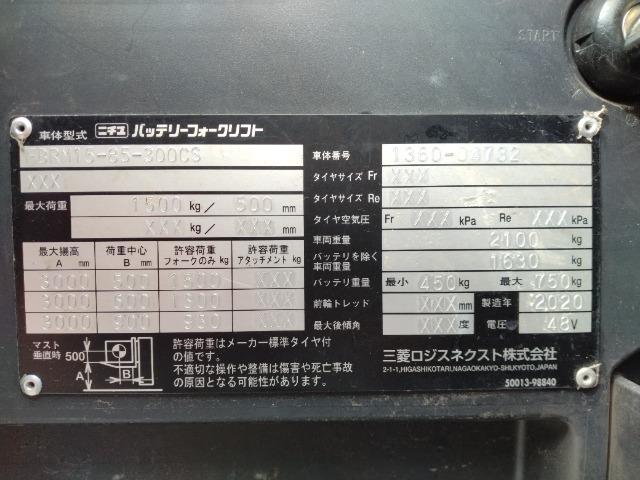 START
車体型式 ニチユ バッテリーフォークリフト
XXX
最大荷重 1500 kg / 500 mm
XXX kg / XXX mm
最大揚高 A mm 荷重中心 B mm 許容荷重 フォークのみ kg 許容荷重 アタッチメント kg
3000 500 XXX
3000 600 XXX
3000 XXX
マスト垂直時 500
A
B
許容荷重はメーカー標準タイヤ付
の値です。
不適切な操作や整備は傷害や死亡事故
の原因となる可能性があります。
車体番号
タイヤサイズ Fr XXX
タイヤサイズ Re XXX
タイヤ空気圧 Fr XXX kPa Re XXX kPa
車両重量 2100 kg
バッテリを除く車両重量 1630 kg
バッテリ重量 最小 450 kg 最大 750 kg
前輪トレッド XXX mm 製造年 2020
最大後傾角 XXX 度 電圧 48 V
三菱ロジスネクスト株式会社
2-1-1,HIGASHIKOTARI,NAGAOKAKYO-SHI,KYOTO,JAPAN
50013-98840